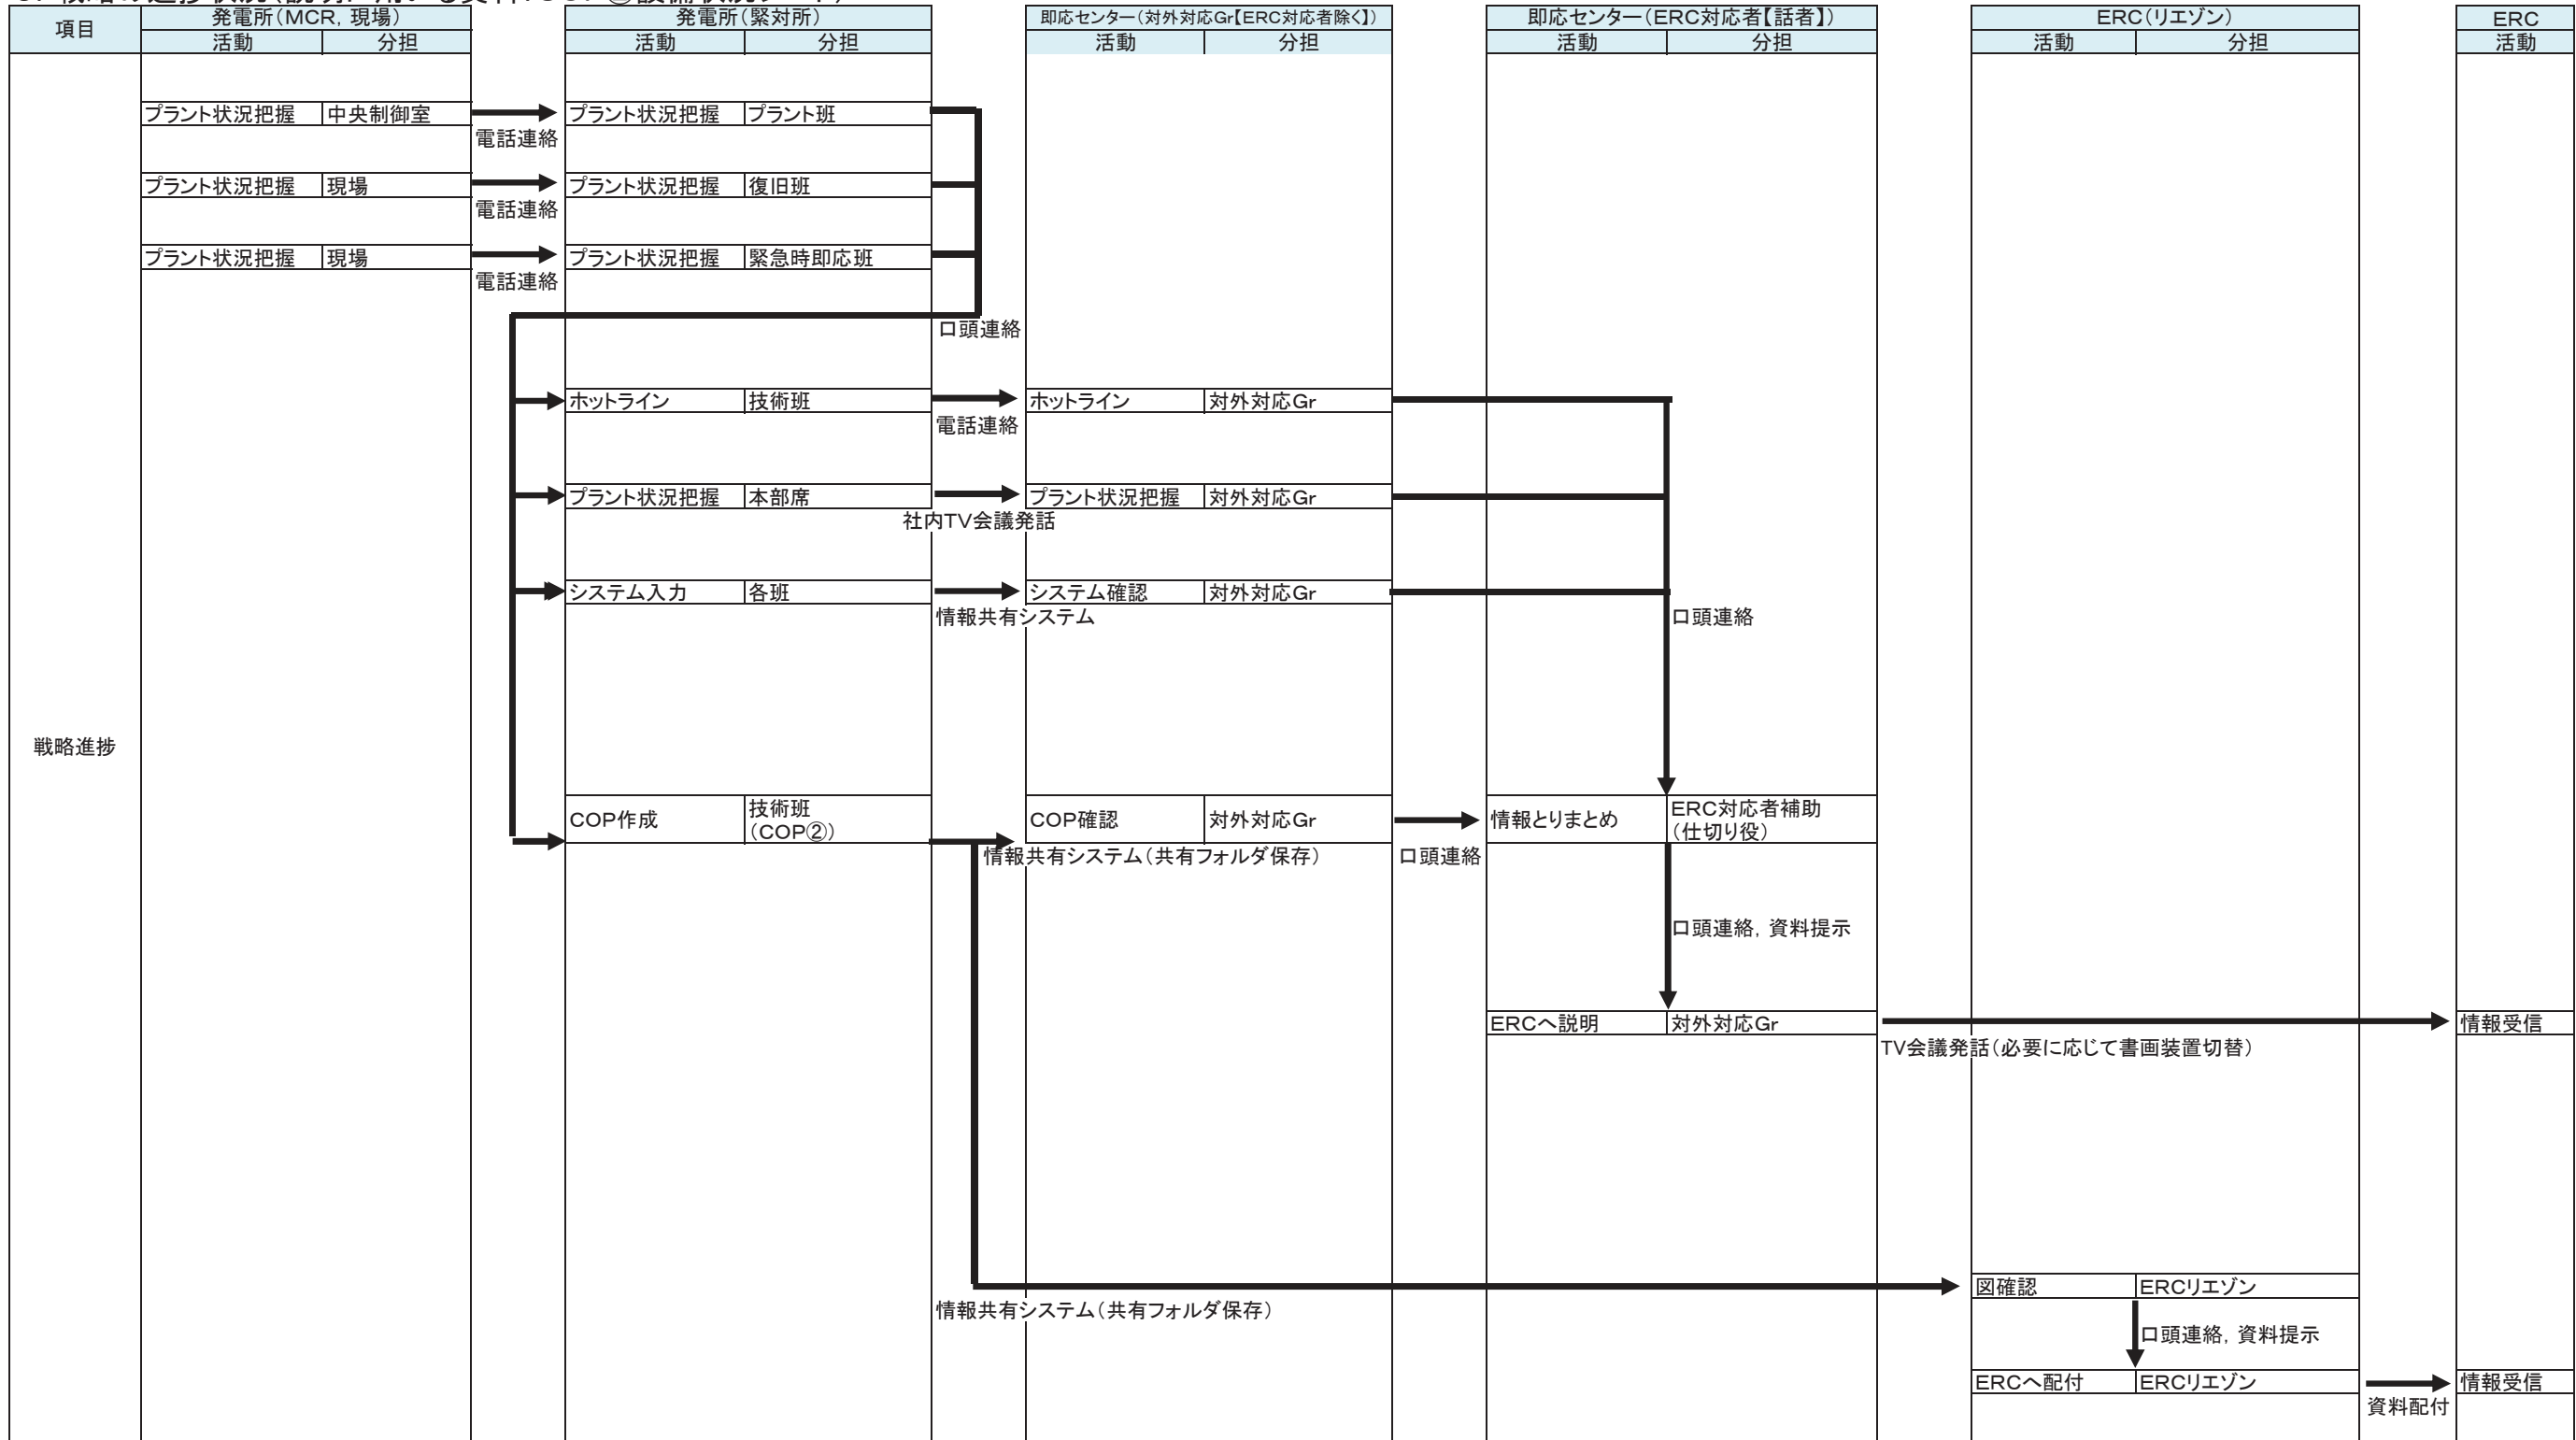 項目
発電所（MCR，現場）
活動 分担
発電所（緊対所）
活動 分担
即応センター（対外対応Gr【ERC対応者除く】）
活動 分担
即応センター（ERC対応者【話者】）
活動 分担
ERC（リエゾン）
活動 分担
ERC
活動
プラント状況把握 中央制御室
電話連絡
プラント状況把握 プラント班
プラント状況把握 現場
電話連絡
プラント状況把握 復旧班
プラント状況把握 現場
電話連絡
プラント状況把握 緊急時即応班
口頭連絡
ホットライン 技術班
電話連絡
ホットライン 対外対応Gr
プラント状況把握 本部席
社内TV会議発話
プラント状況把握 対外対応Gr
システム入力 各班
情報共有システム
システム確認 対外対応Gr
口頭連絡
戦略進捗
COP作成 技術班
（COP②）
情報共有システム（共有フォルダ保存）
COP確認 対外対応Gr
口頭連絡
情報とりまとめ ERC対応者補助
（仕切り役）
口頭連絡，資料提示
ERCへ説明 対外対応Gr
TV会議発話（必要に応じて書画装置切替）
情報受信
情報共有システム（共有フォルダ保存）
図確認 ERCリエゾン
口頭連絡，資料提示
ERCへ配付 ERCリエゾン
資料配付
情報受信